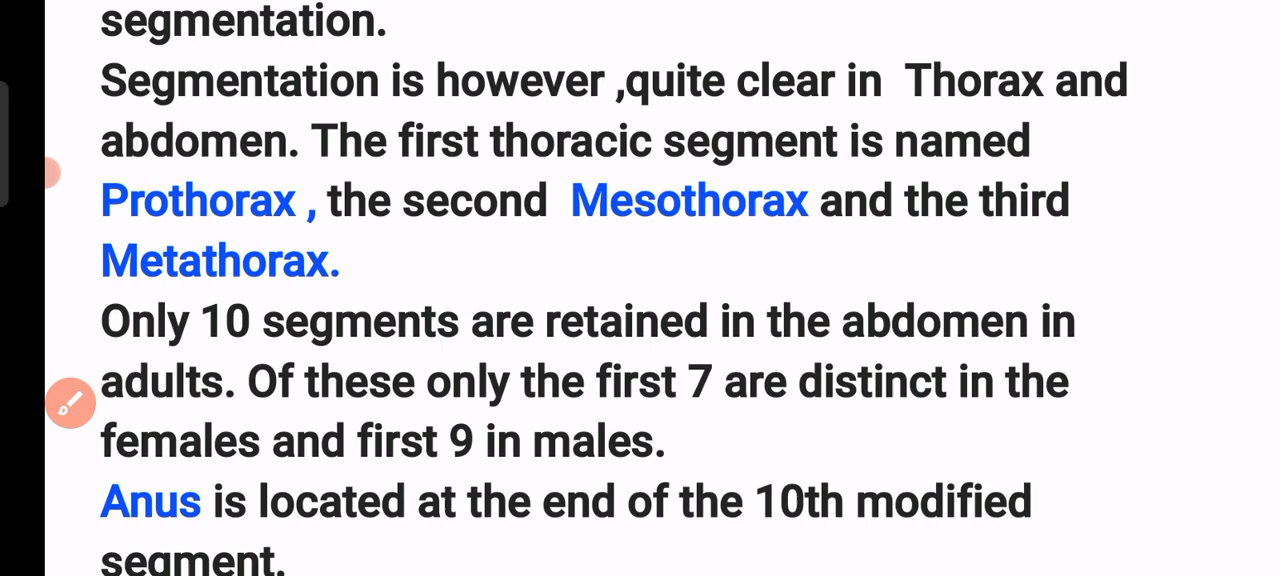 segmentation.
Segmentation is however ,quite clear in  Thorax and
abdomen. The first thoracic segment is named
Prothorax , the second  Mesothorax and the third
Metathorax.
Only 10 segments are retained in the abdomen in
adults. Of these only the first 7 are distinct in the
females and first 9 in males.
Anus is located at the end of the 10th modified
segment.